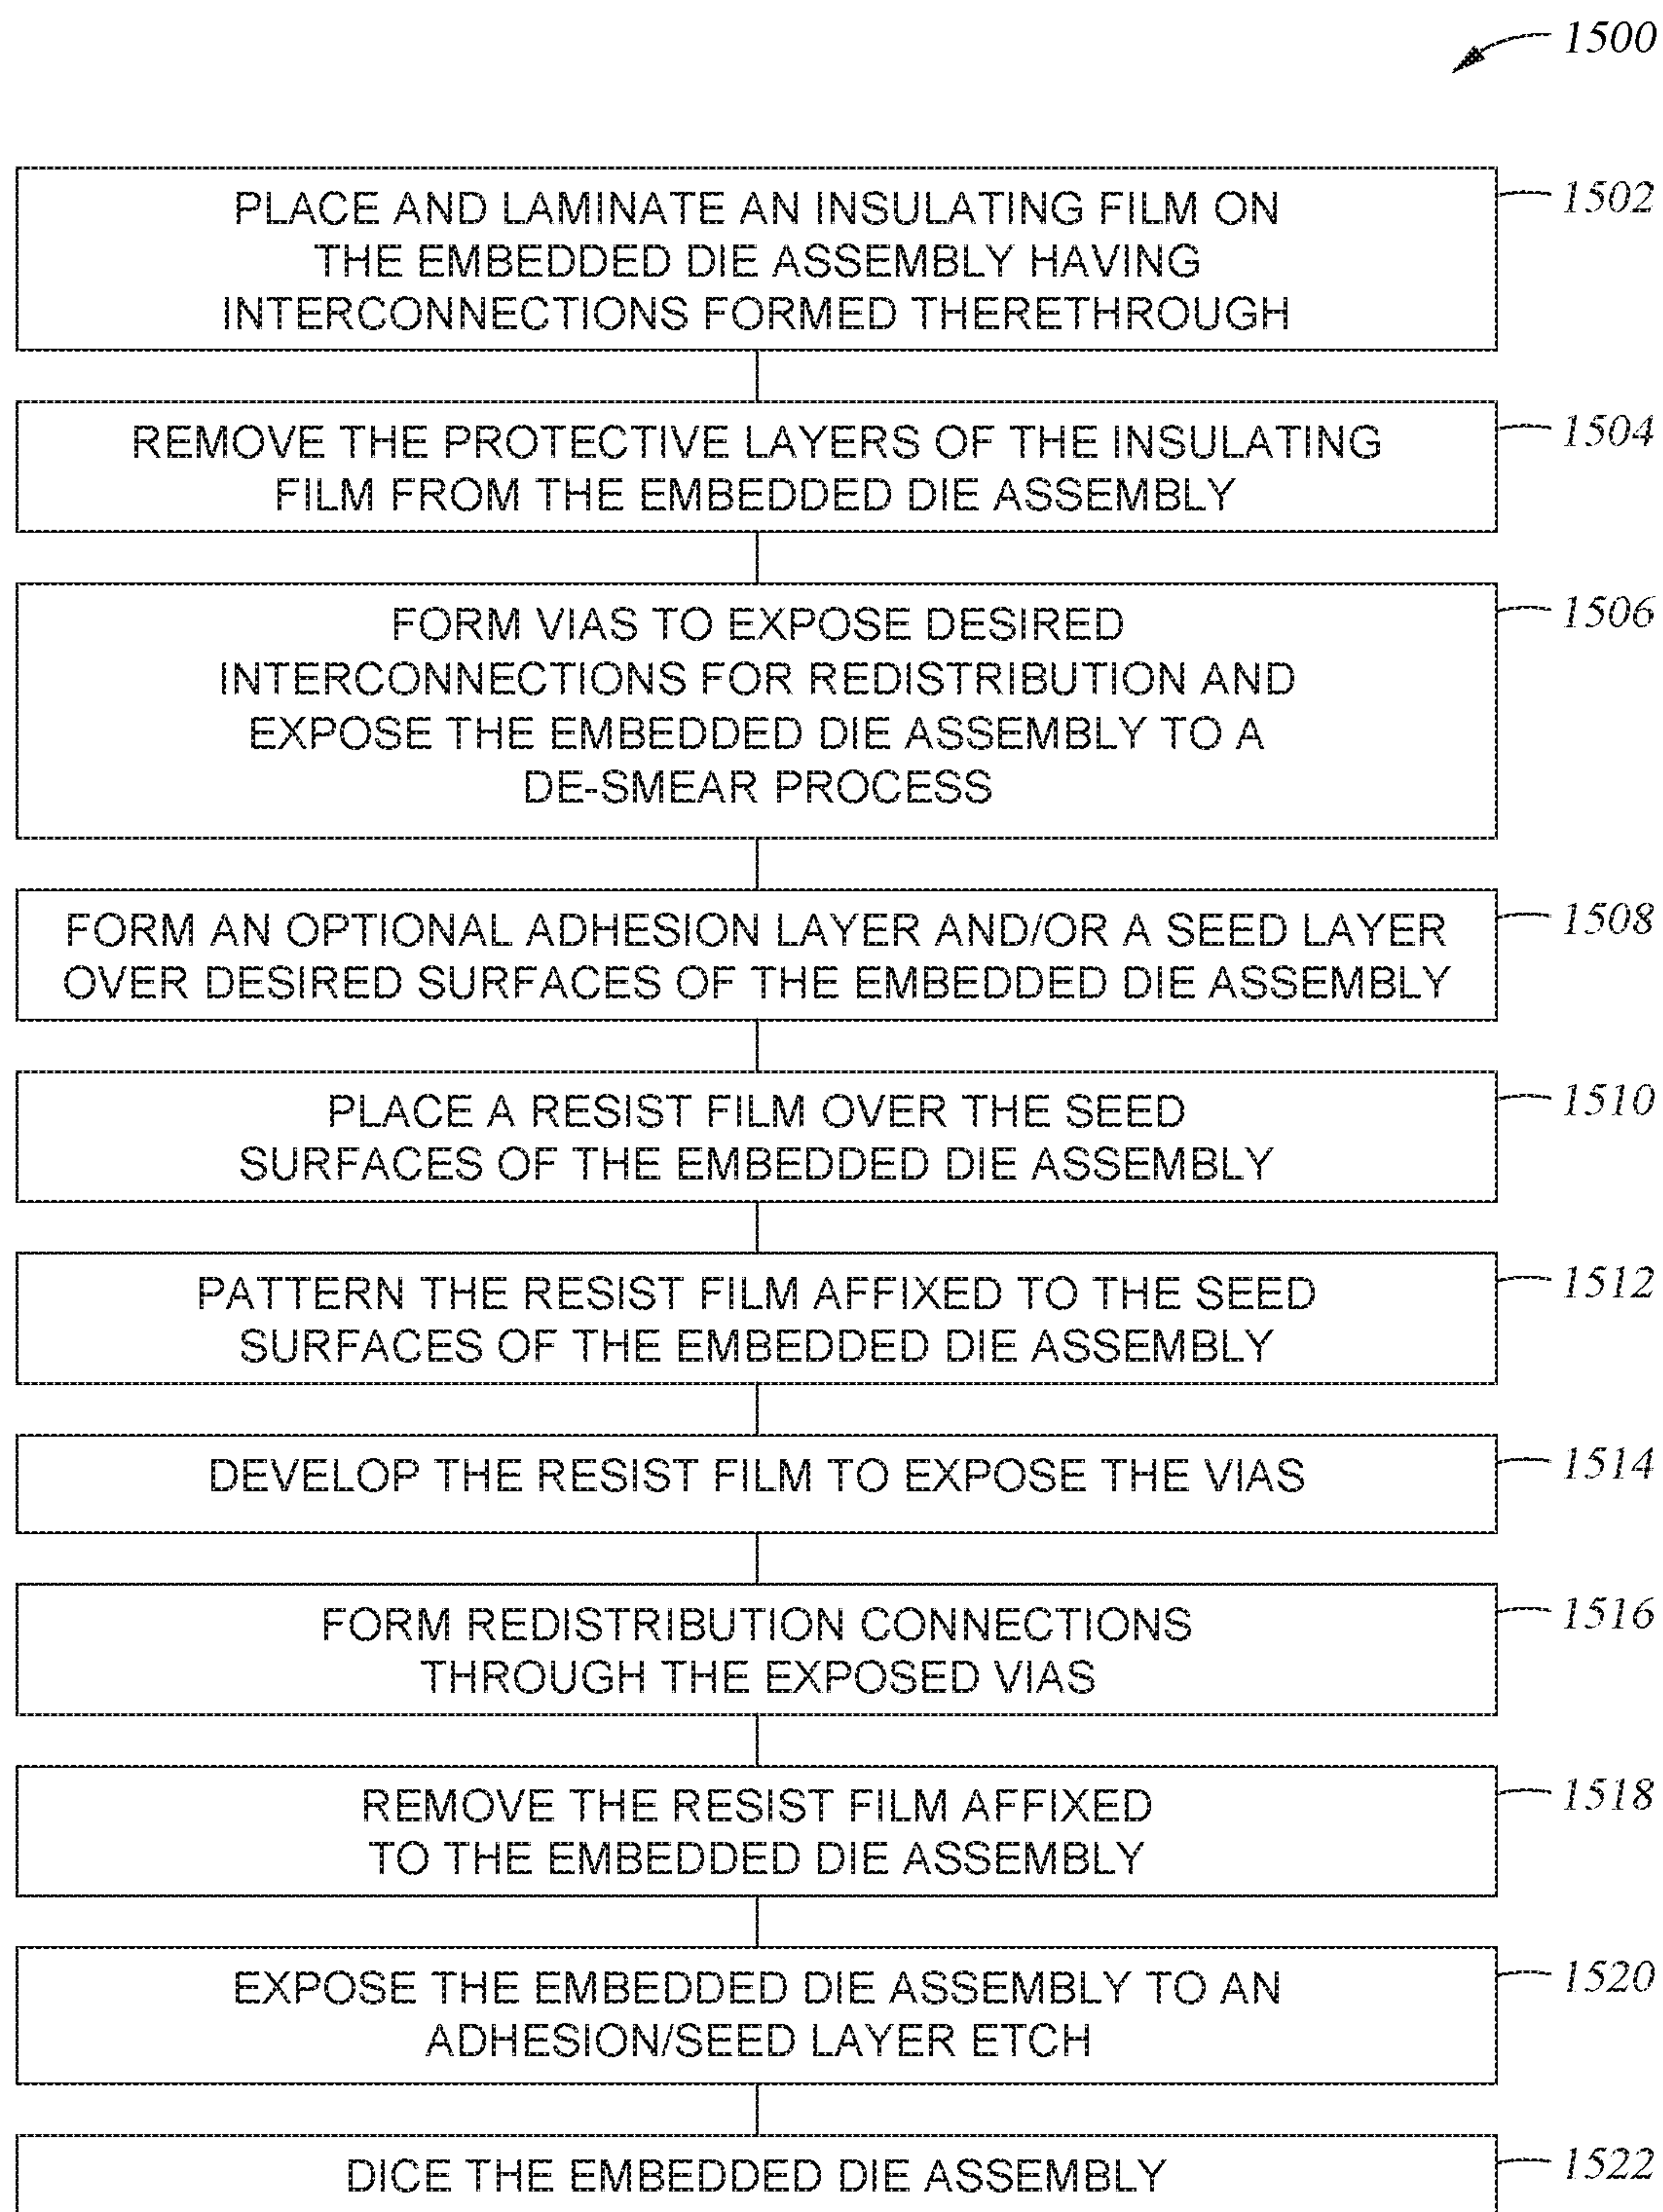 1500
PLACE AND LAMINATE AN INSULATING FILM ON
THE EMBEDDED DIE ASSEMBLY HAVING
INTERCONNECTIONS FORMED THERETHROUGH
1502
REMOVE THE PROTECTIVE LAYERS OF THE INSULATING
FILM FROM THE EMBEDDED DIE ASSEMBLY
1504
FORM VIAS TO EXPOSE DESIRED
INTERCONNECTIONS FOR REDISTRIBUTION AND
EXPOSE THE EMBEDDED DIE ASSEMBLY TO A
DE-SMEAR PROCESS
1506
FORM AN OPTIONAL ADHESION LAYER AND/OR A SEED LAYER
OVER DESIRED SURFACES OF THE EMBEDDED DIE ASSEMBLY
1508
PLACE A RESIST FILM OVER THE SEED
SURFACES OF THE EMBEDDED DIE ASSEMBLY
1510
PATTERN THE RESIST FILM AFFIXED TO THE SEED
SURFACES OF THE EMBEDDED DIE ASSEMBLY
1512
DEVELOP THE RESIST FILM TO EXPOSE THE VIAS
1514
FORM REDISTRIBUTION CONNECTIONS
THROUGH THE EXPOSED VIAS
1516
REMOVE THE RESIST FILM AFFIXED
TO THE EMBEDDED DIE ASSEMBLY
1518
EXPOSE THE EMBEDDED DIE ASSEMBLY TO AN
ADHESION/SEED LAYER ETCH
1520
DICE THE EMBEDDED DIE ASSEMBLY
1522